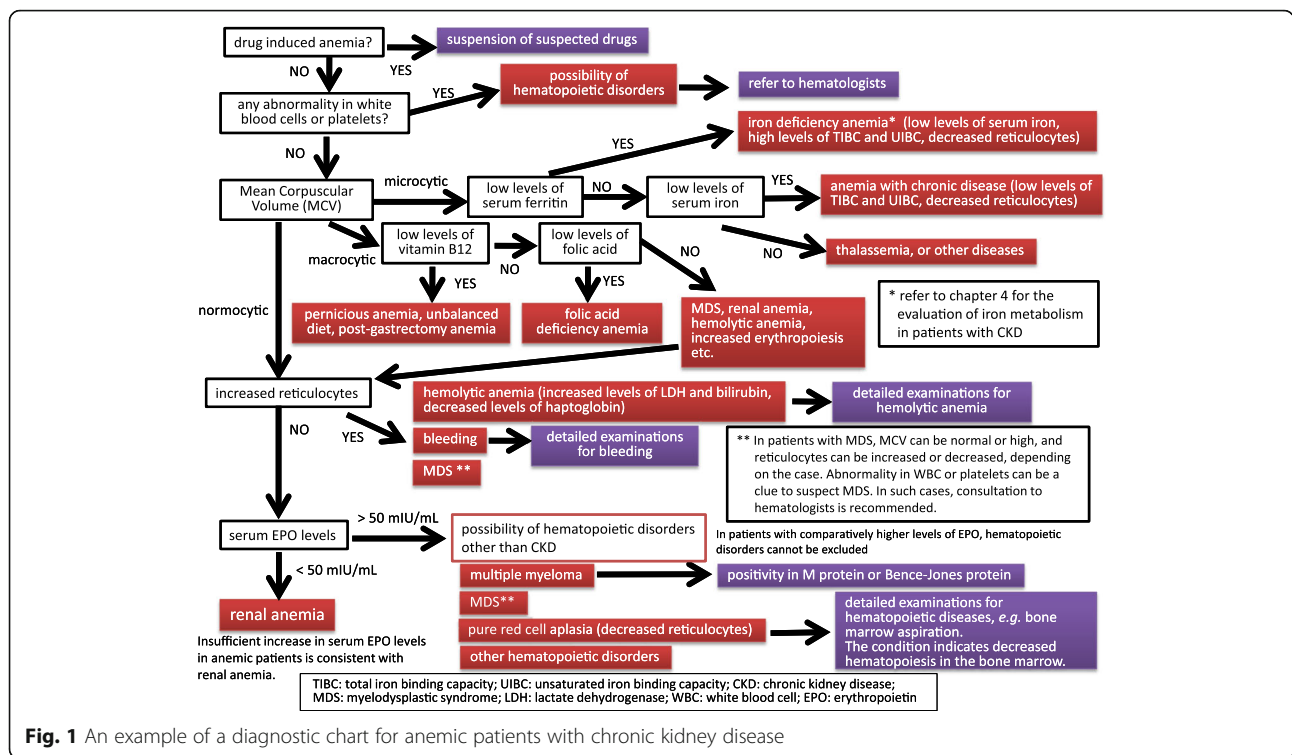 drug induced anemia?
suspension of suspected drugs
NO
YES
any abnormality in white
blood cells or platelets?
YES
possibility of
hematopoietic disorders
refer to hematologists
NO
YES
iron deficiency anemia* (low levels of serum iron,
high levels of TIBC and UIBC, decreased reticulocytes)
Mean Corpuscular
Volume (MCV)
microcytic
low levels of
serum ferritin
NO
low levels of
serum iron
YES
anemia with chronic disease (low levels of
TIBC and UIBC, decreased reticulocytes)
macrocytic
low levels of
vitamin B12
NO
low levels of
folic acid
NO
NO
thalassemia, or other diseases
YES
YES
normocytic
pernicious anemia, unbalanced
diet, post-gastrectomy anemia
folic acid
deficiency anemia
MDS, renal anemia,
hemolytic anemia,
increased erythropoiesis
etc.
* refer to chapter 4 for the
evaluation of iron metabolism
in patients with CKD
increased reticulocytes
hemolytic anemia (increased levels of LDH and bilirubin,
decreased levels of haptoglobin)
detailed examinations for
hemolytic anemia
NO
YES
bleeding
detailed examinations
for bleeding
MDS **
** In patients with MDS, MCV can be normal or high, and
reticulocytes can be increased or decreased, depending
on the case. Abnormality in WBC or platelets can be a
clue to suspect MDS. In such cases, consultation to
hematologists is recommended.
serum EPO levels
> 50 mIU/mL
possibility of hematopoietic disorders
other than CKD
In patients with comparatively higher levels of EPO, hematopoietic
disorders cannot be excluded
< 50 mIU/mL
multiple myeloma
positivity in M protein or Bence-Jones protein
renal anemia
MDS**
Insufficient increase in serum EPO levels
in anemic patients is consistent with
renal anemia.
pure red cell aplasia (decreased reticulocytes)
detailed examinations for
hematopoietic diseases, e.g. bone
marrow aspiration.
The condition indicates decreased
hematopoiesis in the bone marrow.
other hematopoietic disorders
TIBC: total iron binding capacity; UIBC: unsaturated iron binding capacity; CKD: chronic kidney disease;
MDS: myelodysplastic syndrome; LDH: lactate dehydrogenase; WBC: white blood cell; EPO: erythropoietin
Fig. 1 An example of a diagnostic chart for anemic patients with chronic kidney disease